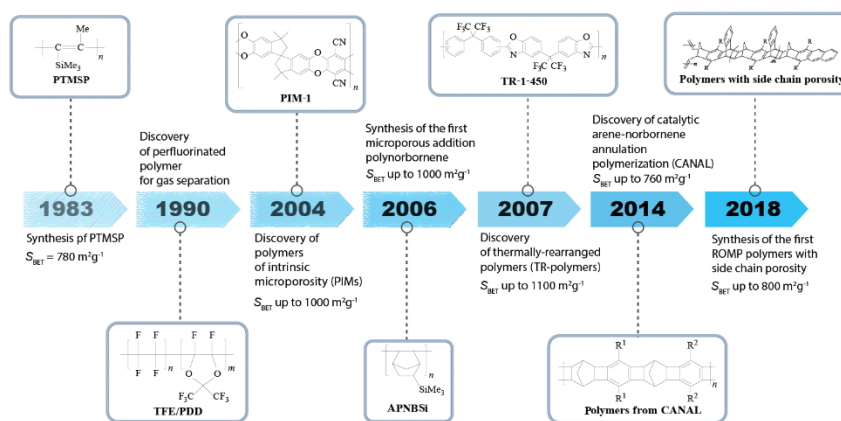 Me
C
C
n
SiMe₃
PTMSP
O
O
O
O
CN
CN
n
PIM-1
F₃C
CF₃
O
N
F₃C
CF₃
O
N
n
TR-1-450
R
R
R
R
n
m
Polymers with side chain porosity
Discovery
of perfluorinated
polymer
for gas separation
Synthesis of the first
microporous addition
polynorbornene
S_BET up to 1000 m²g⁻¹
Discovery of catalytic
arene-norbornene
annulation
polymerization (CANAL)
S_BET up to 760 m²g⁻¹
1983
1990
2004
2006
2007
2014
2018
Synthesis pf PTMSP
S_BET = 780 m²g⁻¹
Discovery of
polymers
of intrinsic
microporosity (PIMs)
S_BET up to 1000 m²g⁻¹
Discovery
of thermally-rearranged
polymers (TR-polymers)
S_BET up to 1100 m²g⁻¹
Synthesis of the first
ROMP polymers with
side chain porosity
S_BET up to 800 m²g⁻¹
F F F F
F F n O O m
F₃C CF₃
TFE/PDD
n
SiMe₃
APNBSi
R¹ R²
n
R¹ R²
Polymers from CANAL